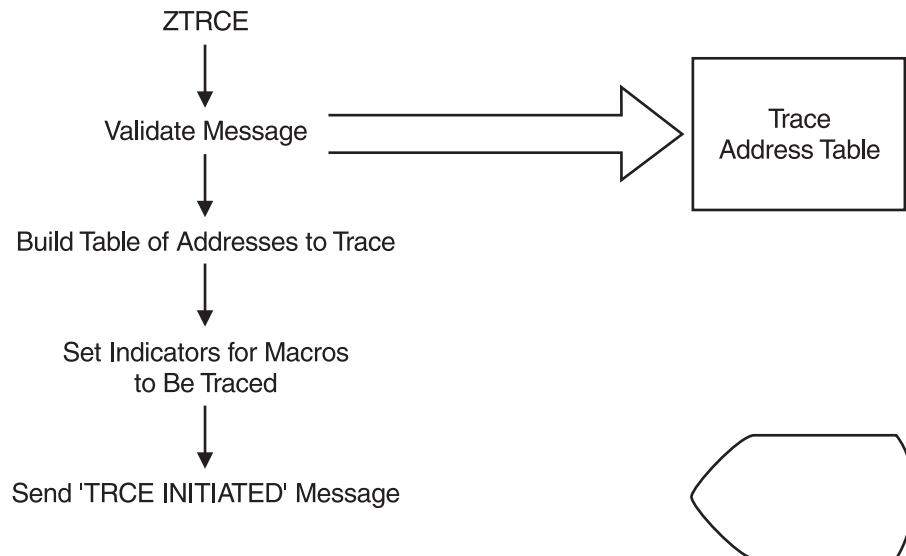 ZTRCE
Validate Message
Trace
Address Table
Build Table of Addresses to Trace
Set Indicators for Macros
to Be Traced
Send 'TRCE INITIATED' Message